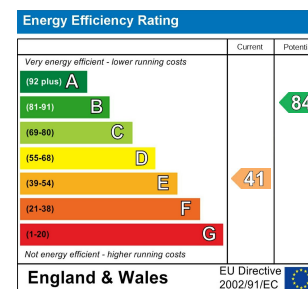 Energy Efficiency Rating
Current Potenti
Very energy efficient - lower running costs
(92 plus) A
(81-91) B
84
(69-80) C
(55-68) D
(39-54) E
41
(21-38) F
(1-20) G
Not energy efficient - higher running costs
England & Wales
EU Directive
2002/91/EC